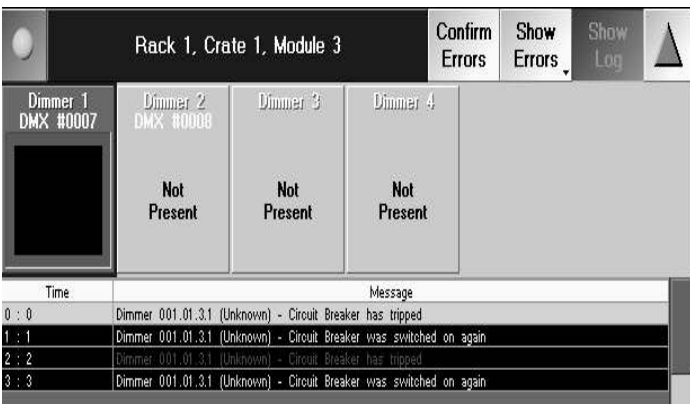 Rack 1, Crate 1, Module 3
Confirm
Errors
Show
Errors
Show
Log
Dimmer 1
DMX #0007
Dimmer 2
DMX #0008
Not
Present
Dimmer 3
Not
Present
Dimmer 4
Not
Present
Time Message
0 : 0 Dimmer 001.01.3.1 (Unknown) - Circuit Breaker has tripped
1 : 1 Dimmer 001.01.3.1 (Unknown) - Circuit Breaker was switched on again
2 : 2 Dimmer 001.01.3.1 (Unknown) - Circuit Breaker has tripped
3 : 3 Dimmer 001.01.3.1 (Unknown) - Circuit Breaker was switched on again